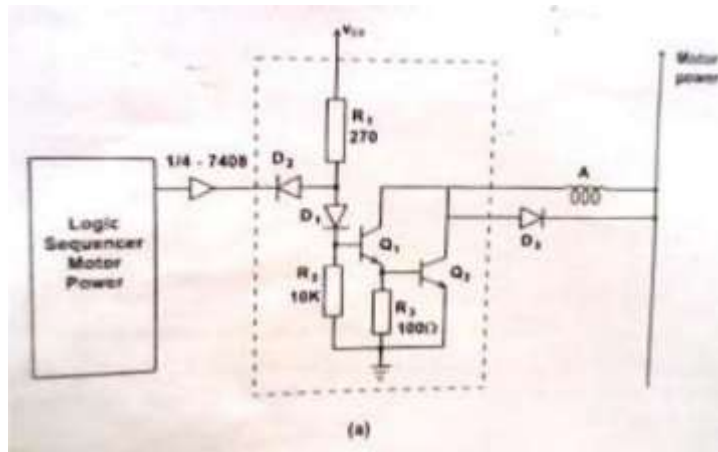 Vcc
Motor
power
R1
270
1/4 - 7408
D2
A
D1
Logic
Sequencer
Motor
Power
Q1
D3
R2
10K
Q2
R3
100Ω
(a)